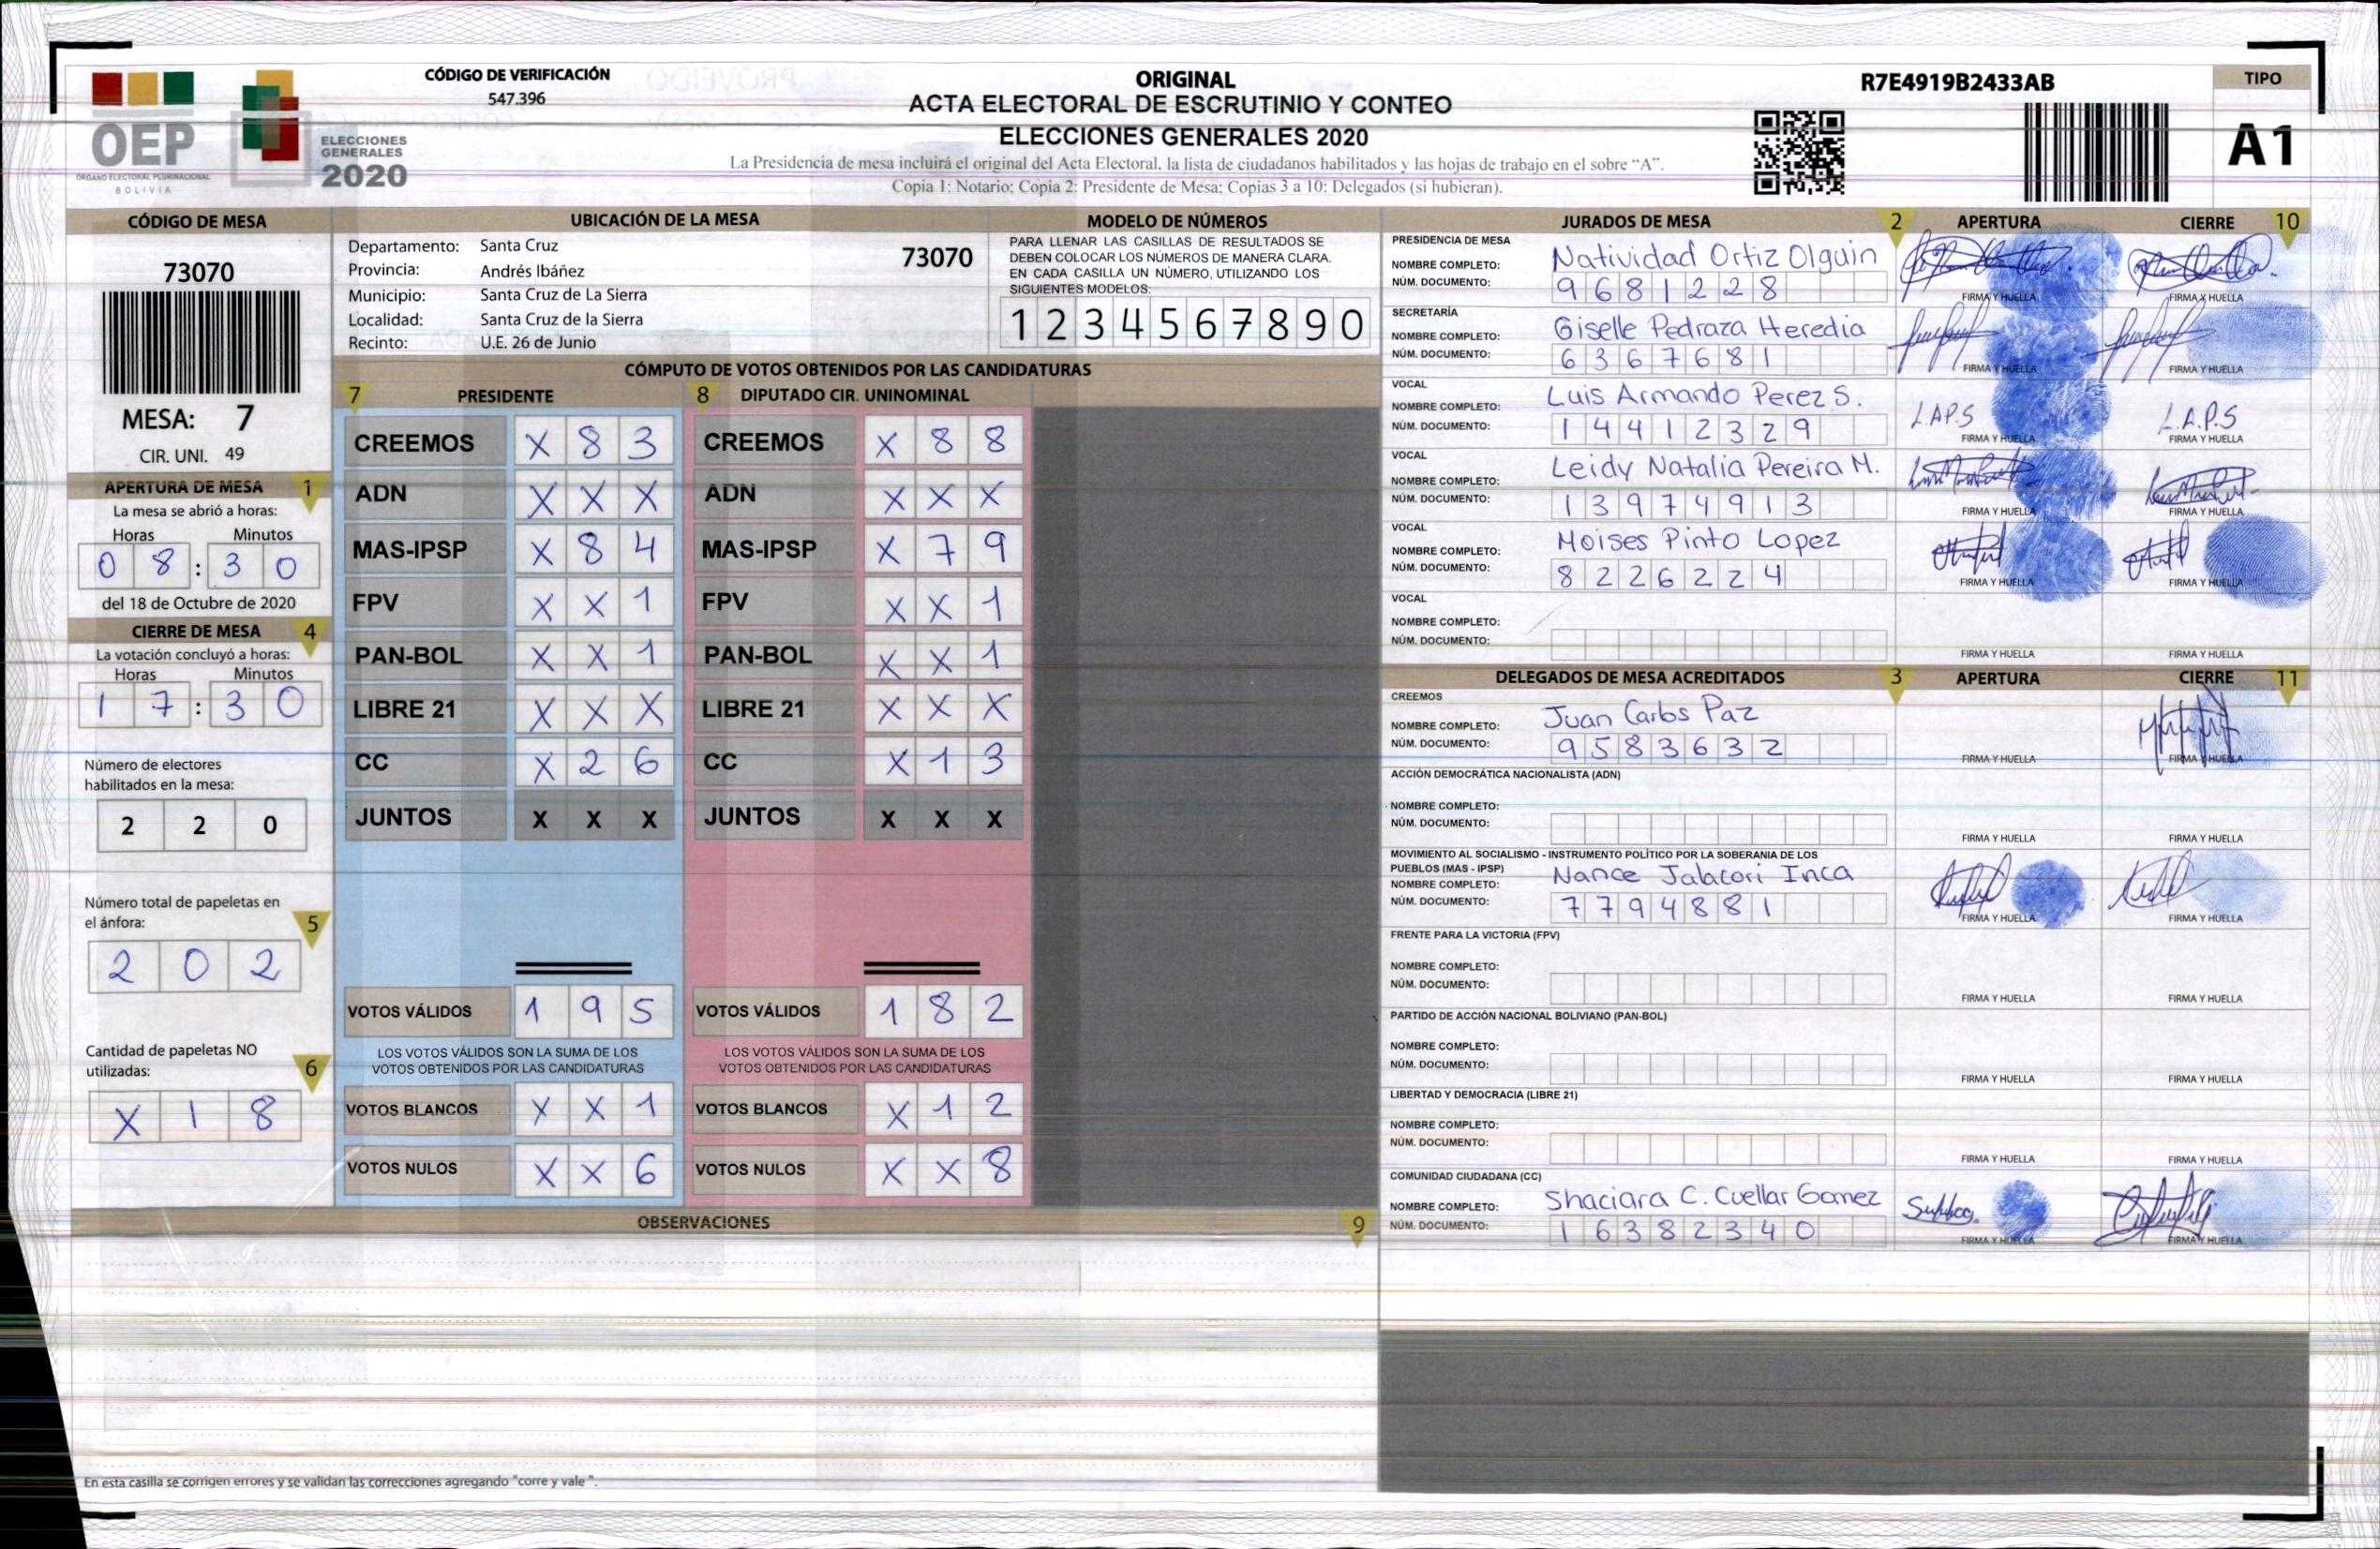 CÓDIGO DE VERIFICACIÓN
547.396
OEP
ÓRGANO ELECTORAL PLURINACIONAL
BOLIVIA
ELECCIONES
GENERALES
2020
ORIGINAL
ACTA ELECTORAL DE ESCRUTINIO Y CONTEO
ELECCIONES GENERALES 2020
La Presidencia de mesa incluirá el original del Acta Electoral, la lista de ciudadanos habilitados y las hojas de trabajo en el sobre “A”.
Copia 1: Notario; Copia 2: Presidente de Mesa; Copias 3 a 10: Delegados (si hubieran).
R7E4919B2433AB
TIPO
A1
CÓDIGO DE MESA
73070
MESA: 7
CIR. UNI. 49
APERTURA DE MESA 1
La mesa se abrió a horas:
Horas Minutos
0 8 : 3 0
del 18 de Octubre de 2020
CIERRE DE MESA 4
La votación concluyó a horas:
Horas Minutos
1 7 : 3 0
Número de electores
habilitados en la mesa:
2 2 0
Número total de papeletas en
el ánfora: 5
2 0 2
Cantidad de papeletas NO
utilizadas: 6
X 1 8
UBICACIÓN DE LA MESA
Departamento: Santa Cruz 73070
Provincia: Andrés Ibáñez
Municipio: Santa Cruz de La Sierra
Localidad: Santa Cruz de la Sierra
Recinto: U.E. 26 de Junio
MODELO DE NÚMEROS
PARA LLENAR LAS CASILLAS DE RESULTADOS SE
DEBEN COLOCAR LOS NÚMEROS DE MANERA CLARA.
EN CADA CASILLA UN NÚMERO, UTILIZANDO LOS
SIGUIENTES MODELOS:
1 2 3 4 5 6 7 8 9 0
CÓMPUTO DE VOTOS OBTENIDOS POR LAS CANDIDATURAS
7 PRESIDENTE 8 DIPUTADO CIR. UNINOMINAL
CREEMOS X 8 3 CREEMOS X 8 8
ADN X X X ADN X X X
MAS-IPSP X 8 4 MAS-IPSP X 7 9
FPV X X 1 FPV X X 1
PAN-BOL X X 1 PAN-BOL X X 1
LIBRE 21 X X X LIBRE 21 X X X
CC X 2 6 CC X 1 3
JUNTOS X X X JUNTOS X X X
VOTOS VÁLIDOS 1 9 5 VOTOS VÁLIDOS 1 8 2
LOS VOTOS VÁLIDOS SON LA SUMA DE LOS LOS VOTOS VÁLIDOS SON LA SUMA DE LOS
VOTOS OBTENIDOS POR LAS CANDIDATURAS VOTOS OBTENIDOS POR LAS CANDIDATURAS
VOTOS BLANCOS X X 1 VOTOS BLANCOS X 1 2
VOTOS NULOS X X 6 VOTOS NULOS X X 8
OBSERVACIONES 9
En esta casilla se corrigen errores y se validan las correcciones agregando "corre y vale ".
JURADOS DE MESA 2 APERTURA CIERRE 10
PRESIDENCIA DE MESA
NOMBRE COMPLETO: Natividad Ortiz Olguin
NÚM. DOCUMENTO: 9 6 8 1 2 2 8 FIRMA Y HUELLA FIRMA Y HUELLA
SECRETARÍA
NOMBRE COMPLETO: Giselle Pedraza Heredia
NÚM. DOCUMENTO: 6 3 6 7 6 8 1 FIRMA Y HUELLA FIRMA Y HUELLA
VOCAL
NOMBRE COMPLETO: Luis Armando Perez S. L.A.P.S L.A.P.S
NÚM. DOCUMENTO: 1 4 4 1 2 3 2 9 FIRMA Y HUELLA FIRMA Y HUELLA
VOCAL
NOMBRE COMPLETO: Leidy Natalia Pereira M.
NÚM. DOCUMENTO: 1 3 9 7 4 9 1 3 FIRMA Y HUELLA FIRMA Y HUELLA
VOCAL
NOMBRE COMPLETO: Moises Pinto Lopez
NÚM. DOCUMENTO: 8 2 2 6 2 2 4 FIRMA Y HUELLA FIRMA Y HUELLA
VOCAL
NOMBRE COMPLETO:
NÚM. DOCUMENTO: FIRMA Y HUELLA FIRMA Y HUELLA
DELEGADOS DE MESA ACREDITADOS 3 APERTURA CIERRE 11
CREEMOS
NOMBRE COMPLETO: Juan Carlos Paz
NÚM. DOCUMENTO: 9 5 8 3 6 3 2 FIRMA Y HUELLA FIRMA Y HUELLA
ACCIÓN DEMOCRÁTICA NACIONALISTA (ADN)
NOMBRE COMPLETO:
NÚM. DOCUMENTO: FIRMA Y HUELLA FIRMA Y HUELLA
MOVIMIENTO AL SOCIALISMO - INSTRUMENTO POLÍTICO POR LA SOBERANIA DE LOS
PUEBLOS (MAS - IPSP)
NOMBRE COMPLETO: Nance Jalacori Inca
NÚM. DOCUMENTO: 7 7 9 4 8 8 1 FIRMA Y HUELLA FIRMA Y HUELLA
FRENTE PARA LA VICTORIA (FPV)
NOMBRE COMPLETO:
NÚM. DOCUMENTO: FIRMA Y HUELLA FIRMA Y HUELLA
PARTIDO DE ACCIÓN NACIONAL BOLIVIANO (PAN-BOL)
NOMBRE COMPLETO:
NÚM. DOCUMENTO: FIRMA Y HUELLA FIRMA Y HUELLA
LIBERTAD Y DEMOCRACIA (LIBRE 21)
NOMBRE COMPLETO:
NÚM. DOCUMENTO: FIRMA Y HUELLA FIRMA Y HUELLA
COMUNIDAD CIUDADANA (CC)
NOMBRE COMPLETO: Shaciara C. Cuellar Gomez
NÚM. DOCUMENTO: 1 6 3 8 2 3 4 0 FIRMA Y HUELLA FIRMA Y HUELLA